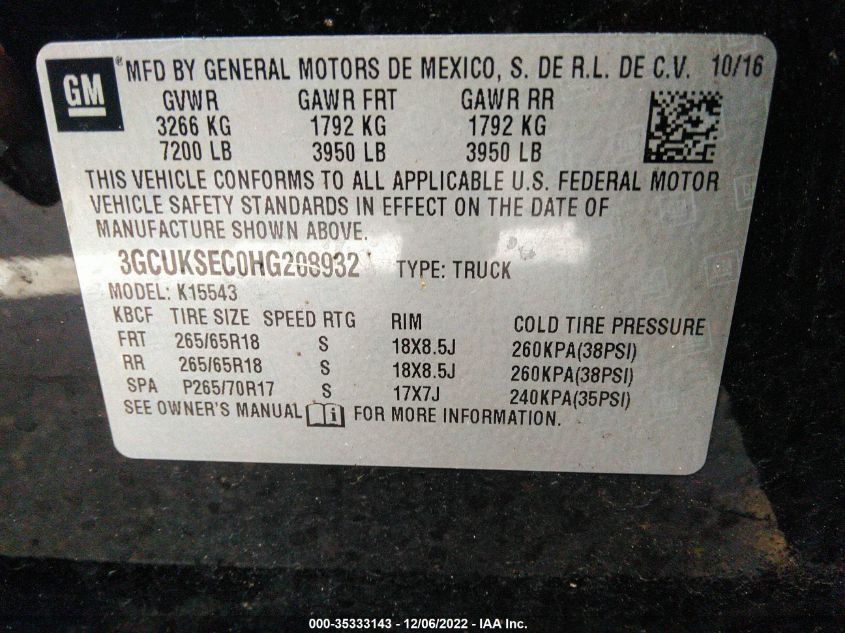 GM
MFD BY GENERAL MOTORS DE MEXICO, S. DE R.L. DE C.V. 10/16
GVWR GAWR FRT GAWR RR
3266 KG 1792 KG 1792 KG
7200 LB 3950 LB 3950 LB
THIS VEHICLE CONFORMS TO ALL APPLICABLE U.S. FEDERAL MOTOR
VEHICLE SAFETY STANDARDS IN EFFECT ON THE DATE OF
MANUFACTURE SHOWN ABOVE.
3GCUKSEC0HG208932 TYPE: TRUCK
MODEL: K15543
KBCF TIRE SIZE SPEED RTG RIM COLD TIRE PRESSURE
FRT 265/65R18 S 18X8.5J 260KPA(38PSI)
RR 265/65R18 S 18X8.5J 260KPA(38PSI)
SPA P265/70R17 S 17X7J 240KPA(35PSI)
SEE OWNER'S MANUAL FOR MORE INFORMATION.
000-35333143 - 12/06/2022 - IAA Inc.